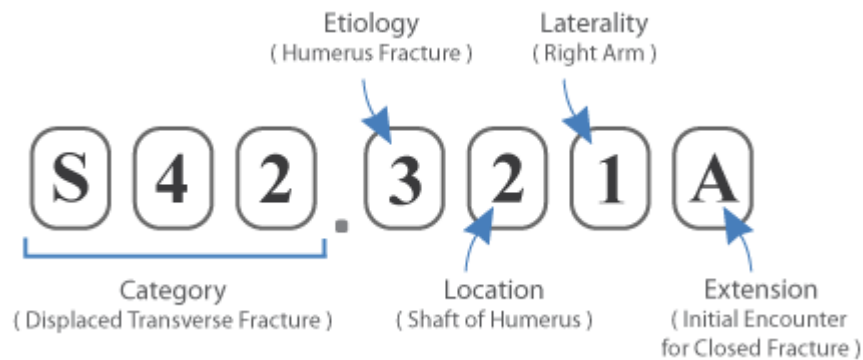 Etiology
( Humerus Fracture )
Laterality
( Right Arm )
S 4 2 . 3 2 1 A
Category
( Displaced Transverse Fracture )
Location
( Shaft of Humerus )
Extension
( Initial Encounter
for Closed Fracture )